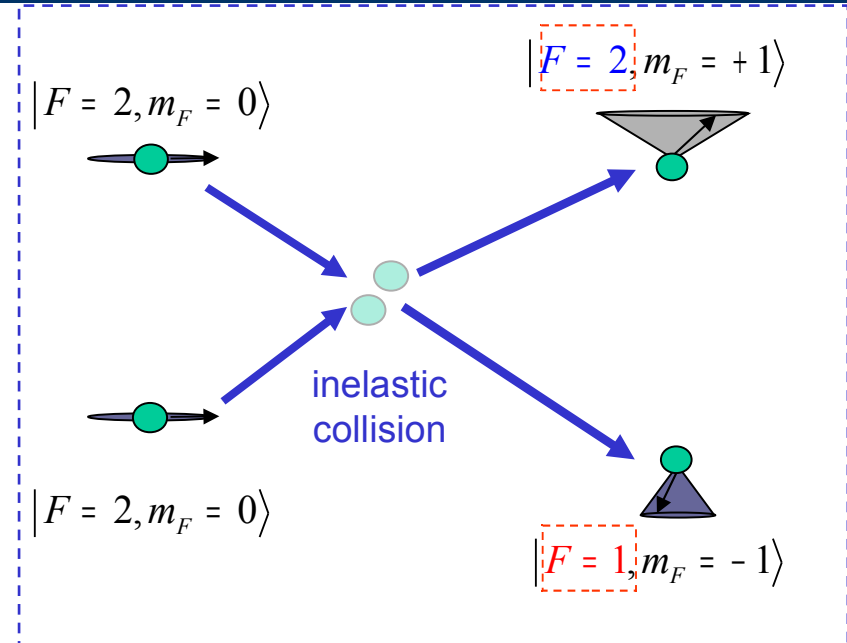 |F = 2, m_F = +1⟩
|F = 2, m_F = 0⟩
inelastic
collision
|F = 2, m_F = 0⟩
|F = 1, m_F = -1⟩